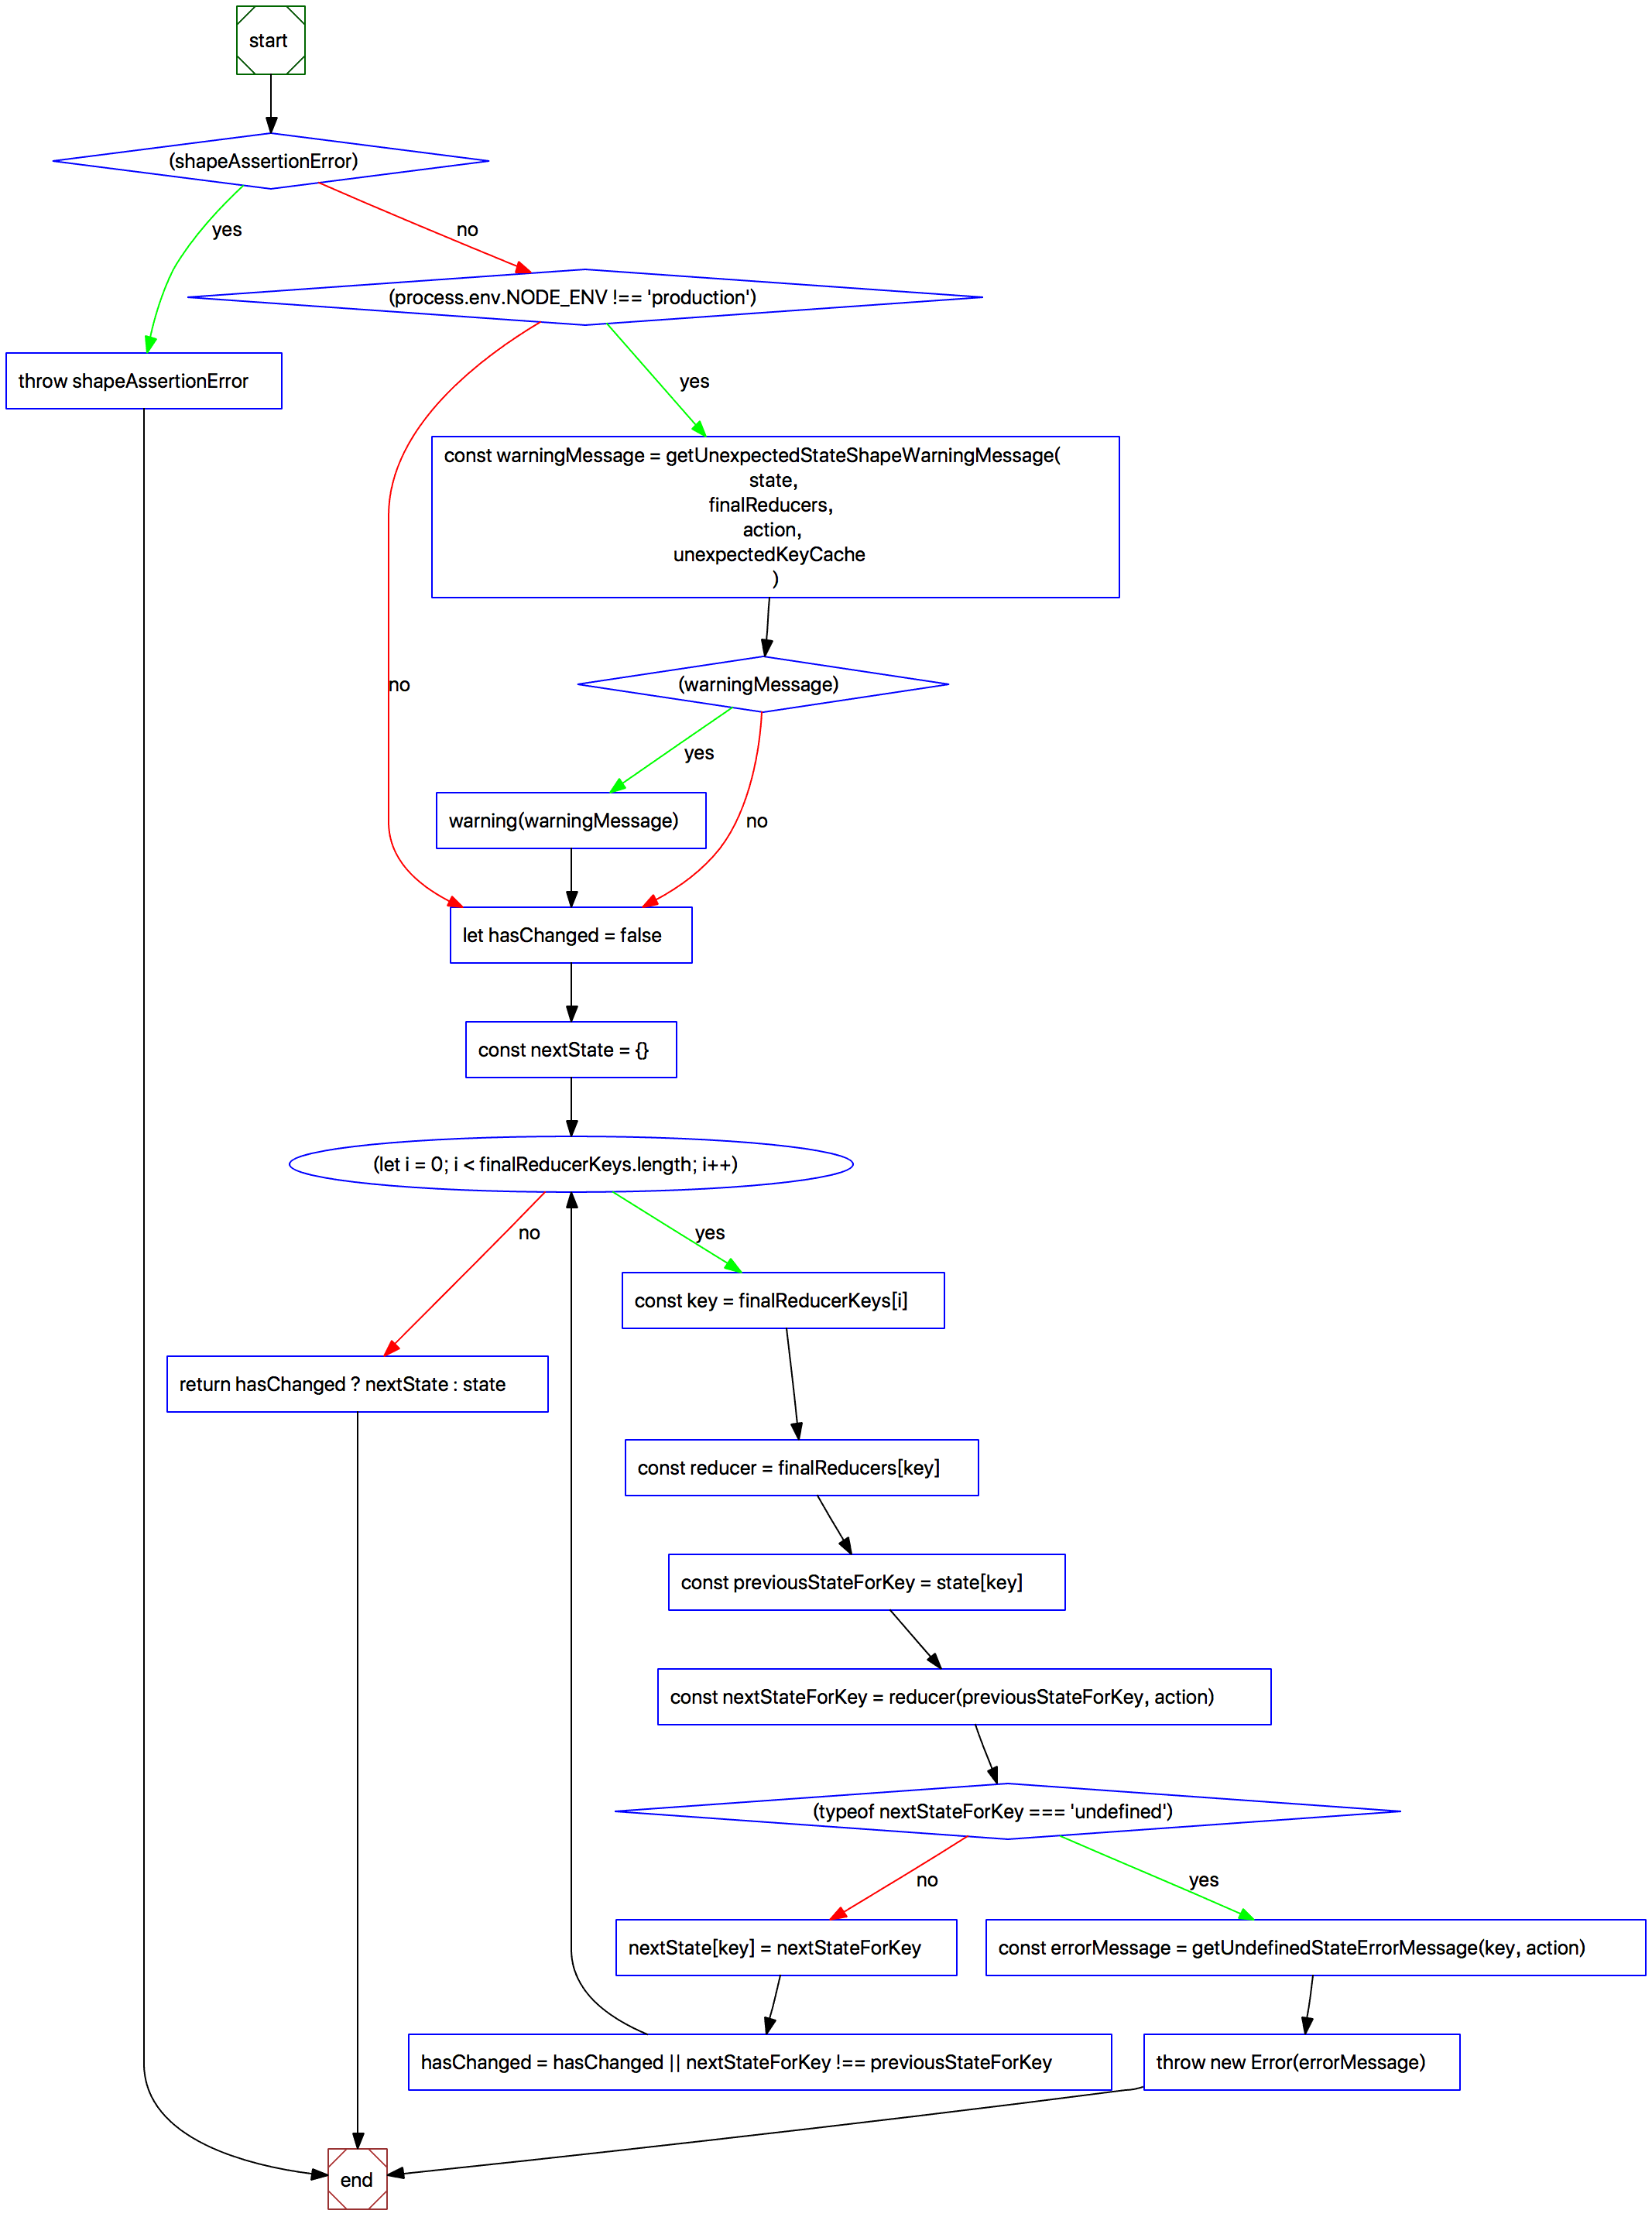 start
(shapeAssertionError)
yes
no
(process.env.NODE_ENV !== 'production')
throw shapeAssertionError
yes
const warningMessage = getUnexpectedStateShapeWarningMessage(
state,
finalReducers,
action,
unexpectedKeyCache
)
no
(warningMessage)
yes
warning(warningMessage)
no
let hasChanged = false
const nextState = {}
(let i = 0; i < finalReducerKeys.length; i++)
no
yes
const key = finalReducerKeys[i]
return hasChanged ? nextState : state
const reducer = finalReducers[key]
const previousStateForKey = state[key]
const nextStateForKey = reducer(previousStateForKey, action)
(typeof nextStateForKey === 'undefined')
no
yes
nextState[key] = nextStateForKey
const errorMessage = getUndefinedStateErrorMessage(key, action)
hasChanged = hasChanged || nextStateForKey !== previousStateForKey
throw new Error(errorMessage)
end